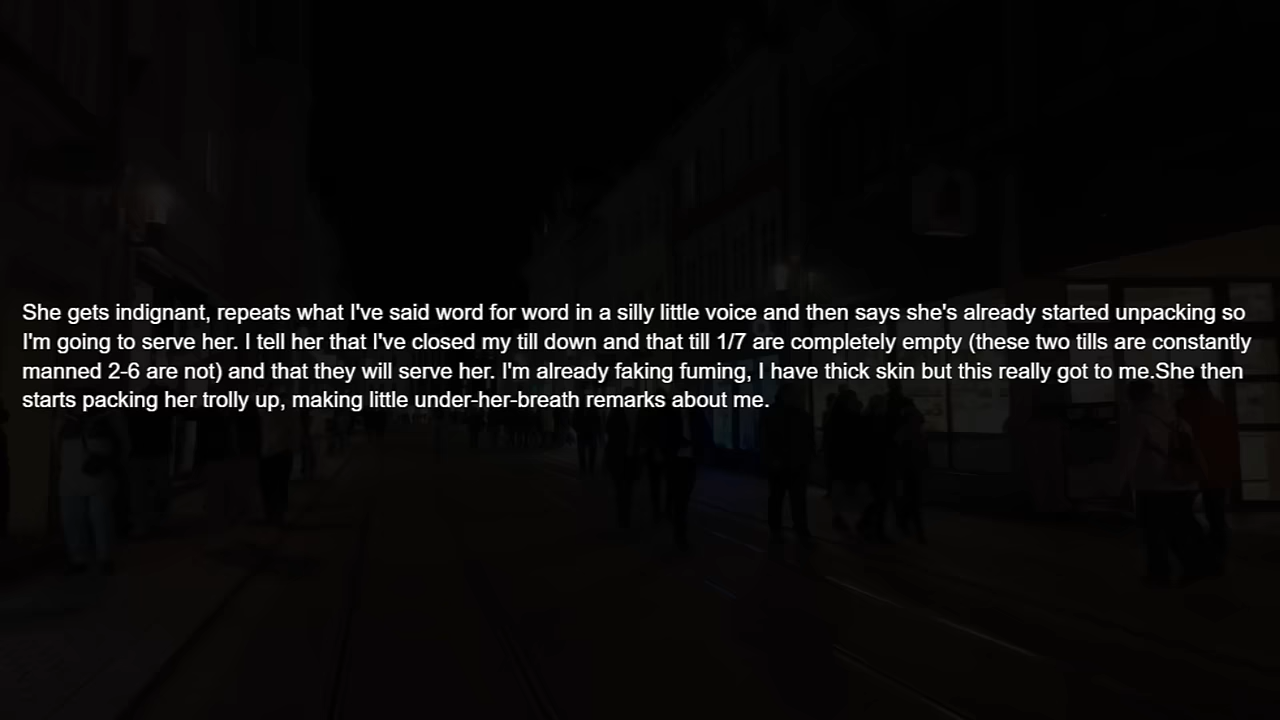 She gets indignant, repeats what I've said word for word in a silly little voice and then says she's already started unpacking so
I'm going to serve her. I tell her that I've closed my till down and that till 1/7 are completely empty (these two tills are constantly
manned 2-6 are not) and that they will serve her. I'm already faking fuming, I have thick skin but this really got to me.She then
starts packing her trolly up, making little under-her-breath remarks about me.